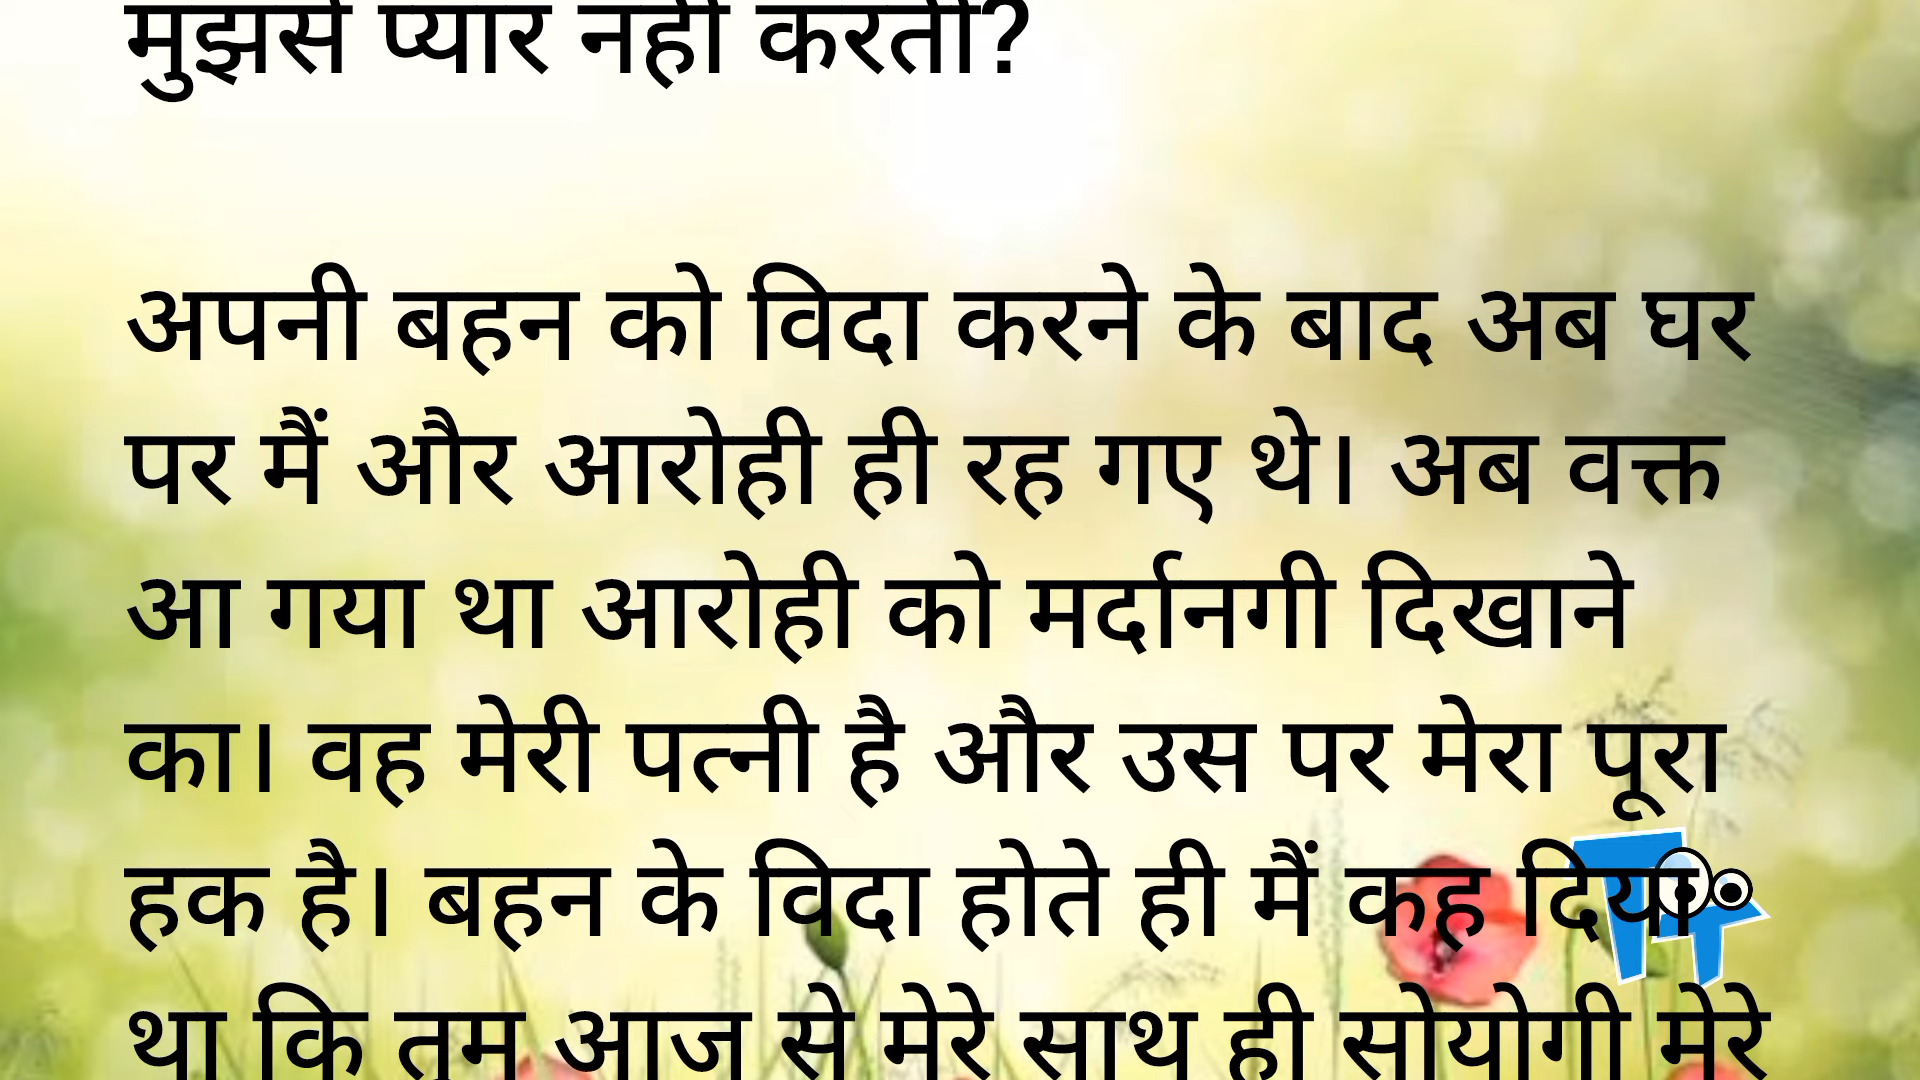 मुझसे प्यार नहीं करती?
अपनी बहन को विदा करने के बाद अब घर
पर मैं और आरोही ही रह गए थे। अब वक्त
आ गया था आरोही को मर्दानगी दिखाने
का। वह मेरी पत्नी है और उस पर मेरा पूरा
हक है। बहन के विदा होते ही मैं कह दिया
था कि तुम आज से मेरे साथ ही सोयोगी मेरे